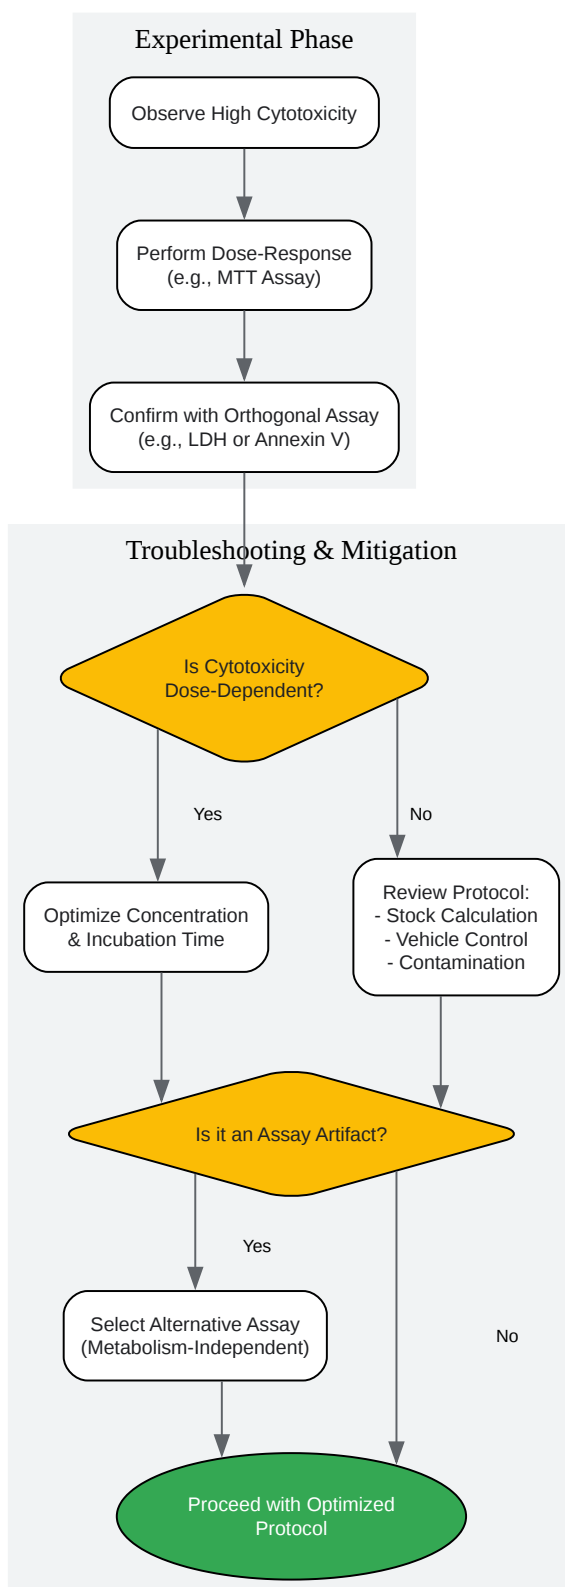 Experimental Phase
Observe High Cytotoxicity
Perform Dose-Response
(e.g., MTT Assay)
Confirm with Orthogonal Assay
(e.g., LDH or Annexin V)
Troubleshooting & Mitigation
Is Cytotoxicity
Dose-Dependent?
Yes
No
Optimize Concentration
& Incubation Time
Review Protocol:
- Stock Calculation
- Vehicle Control
- Contamination
Is it an Assay Artifact?
Yes
Select Alternative Assay
(Metabolism-Independent)
No
Proceed with Optimized
Protocol